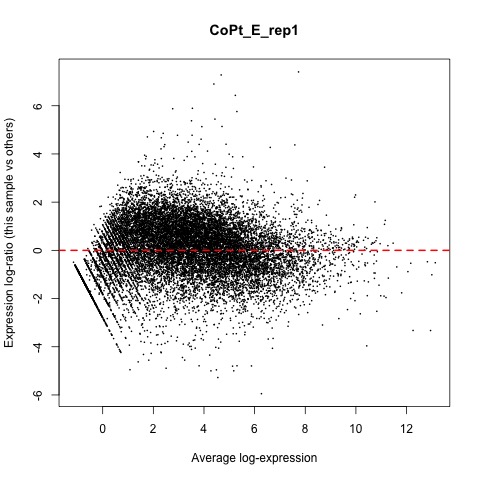 CoPt_E_rep1
Expression log-ratio (this sample vs others)
6
4
2
0
-2
-4
-6
0 2 4 6 8 10 12
Average log-expression